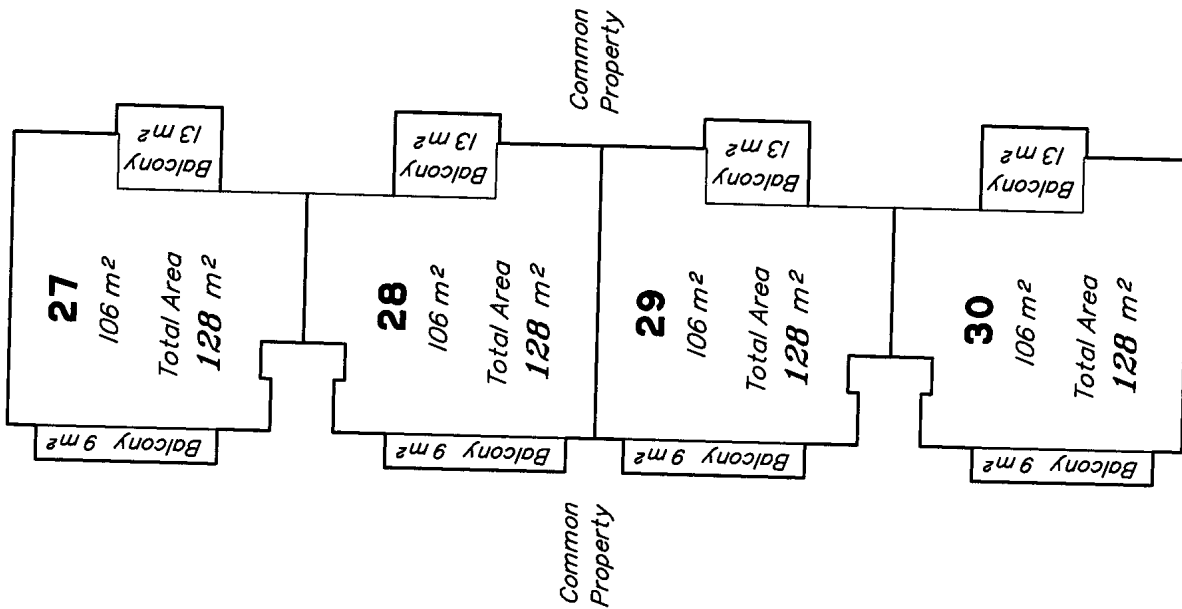 Common
Property
Balcony
13 m²
Balcony
13 m²
Balcony
13 m²
Balcony
13 m²
27
106 m²
Total Area
128 m²
28
106 m²
Total Area
128 m²
29
106 m²
Total Area
128 m²
30
106 m²
Total Area
128 m²
Balcony 9 m²
Balcony 9 m²
Balcony 9 m²
Balcony 9 m²
Common
Property